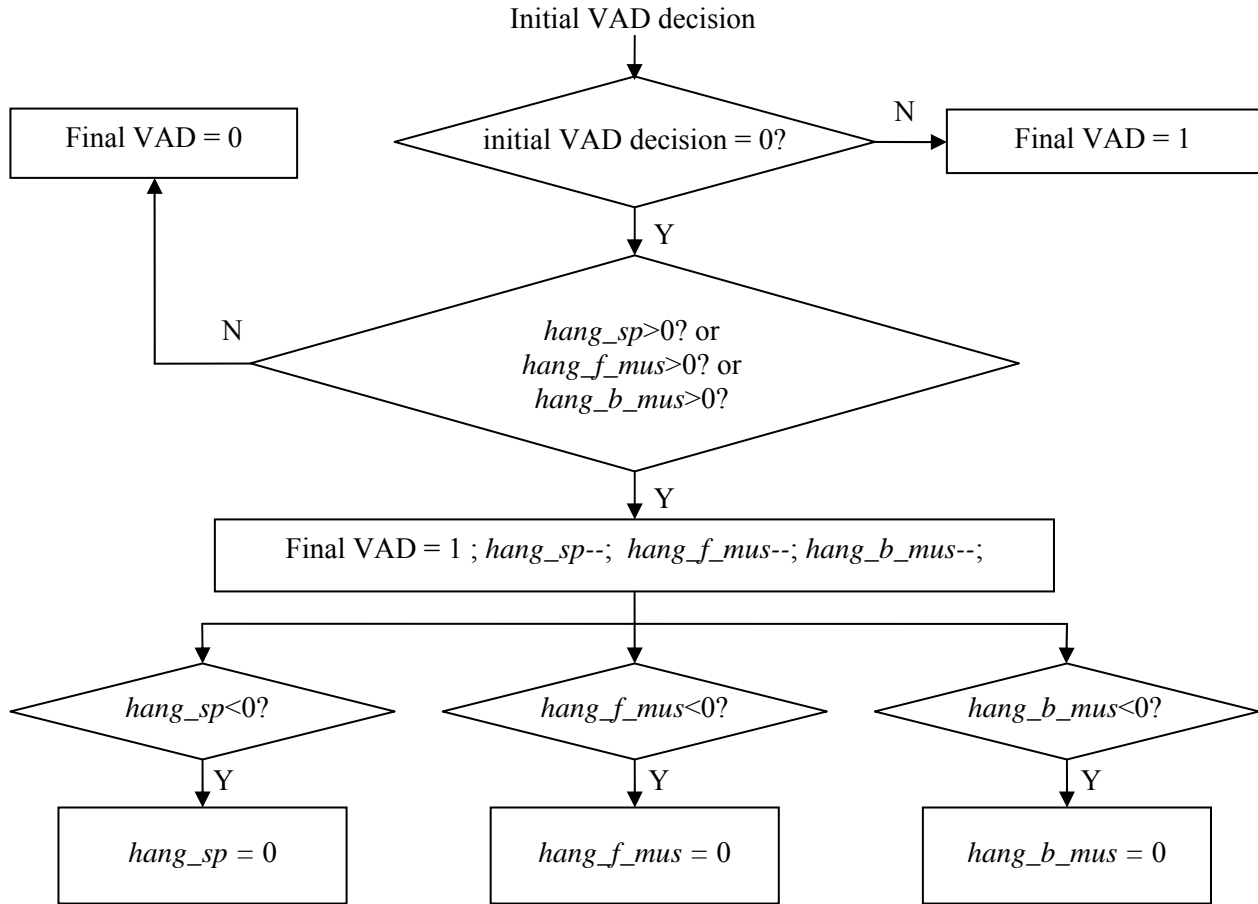 Initial VAD decision
Final VAD = 0
initial VAD decision = 0?
N
Final VAD = 1
Y
N
hang_sp>0? or
hang_f_mus>0? or
hang_b_mus>0?
Y
Final VAD = 1 ; hang_sp--; hang_f_mus--; hang_b_mus--;
hang_sp<0?
hang_f_mus<0?
hang_b_mus<0?
Y
Y
Y
hang_sp = 0
hang_f_mus = 0
hang_b_mus = 0